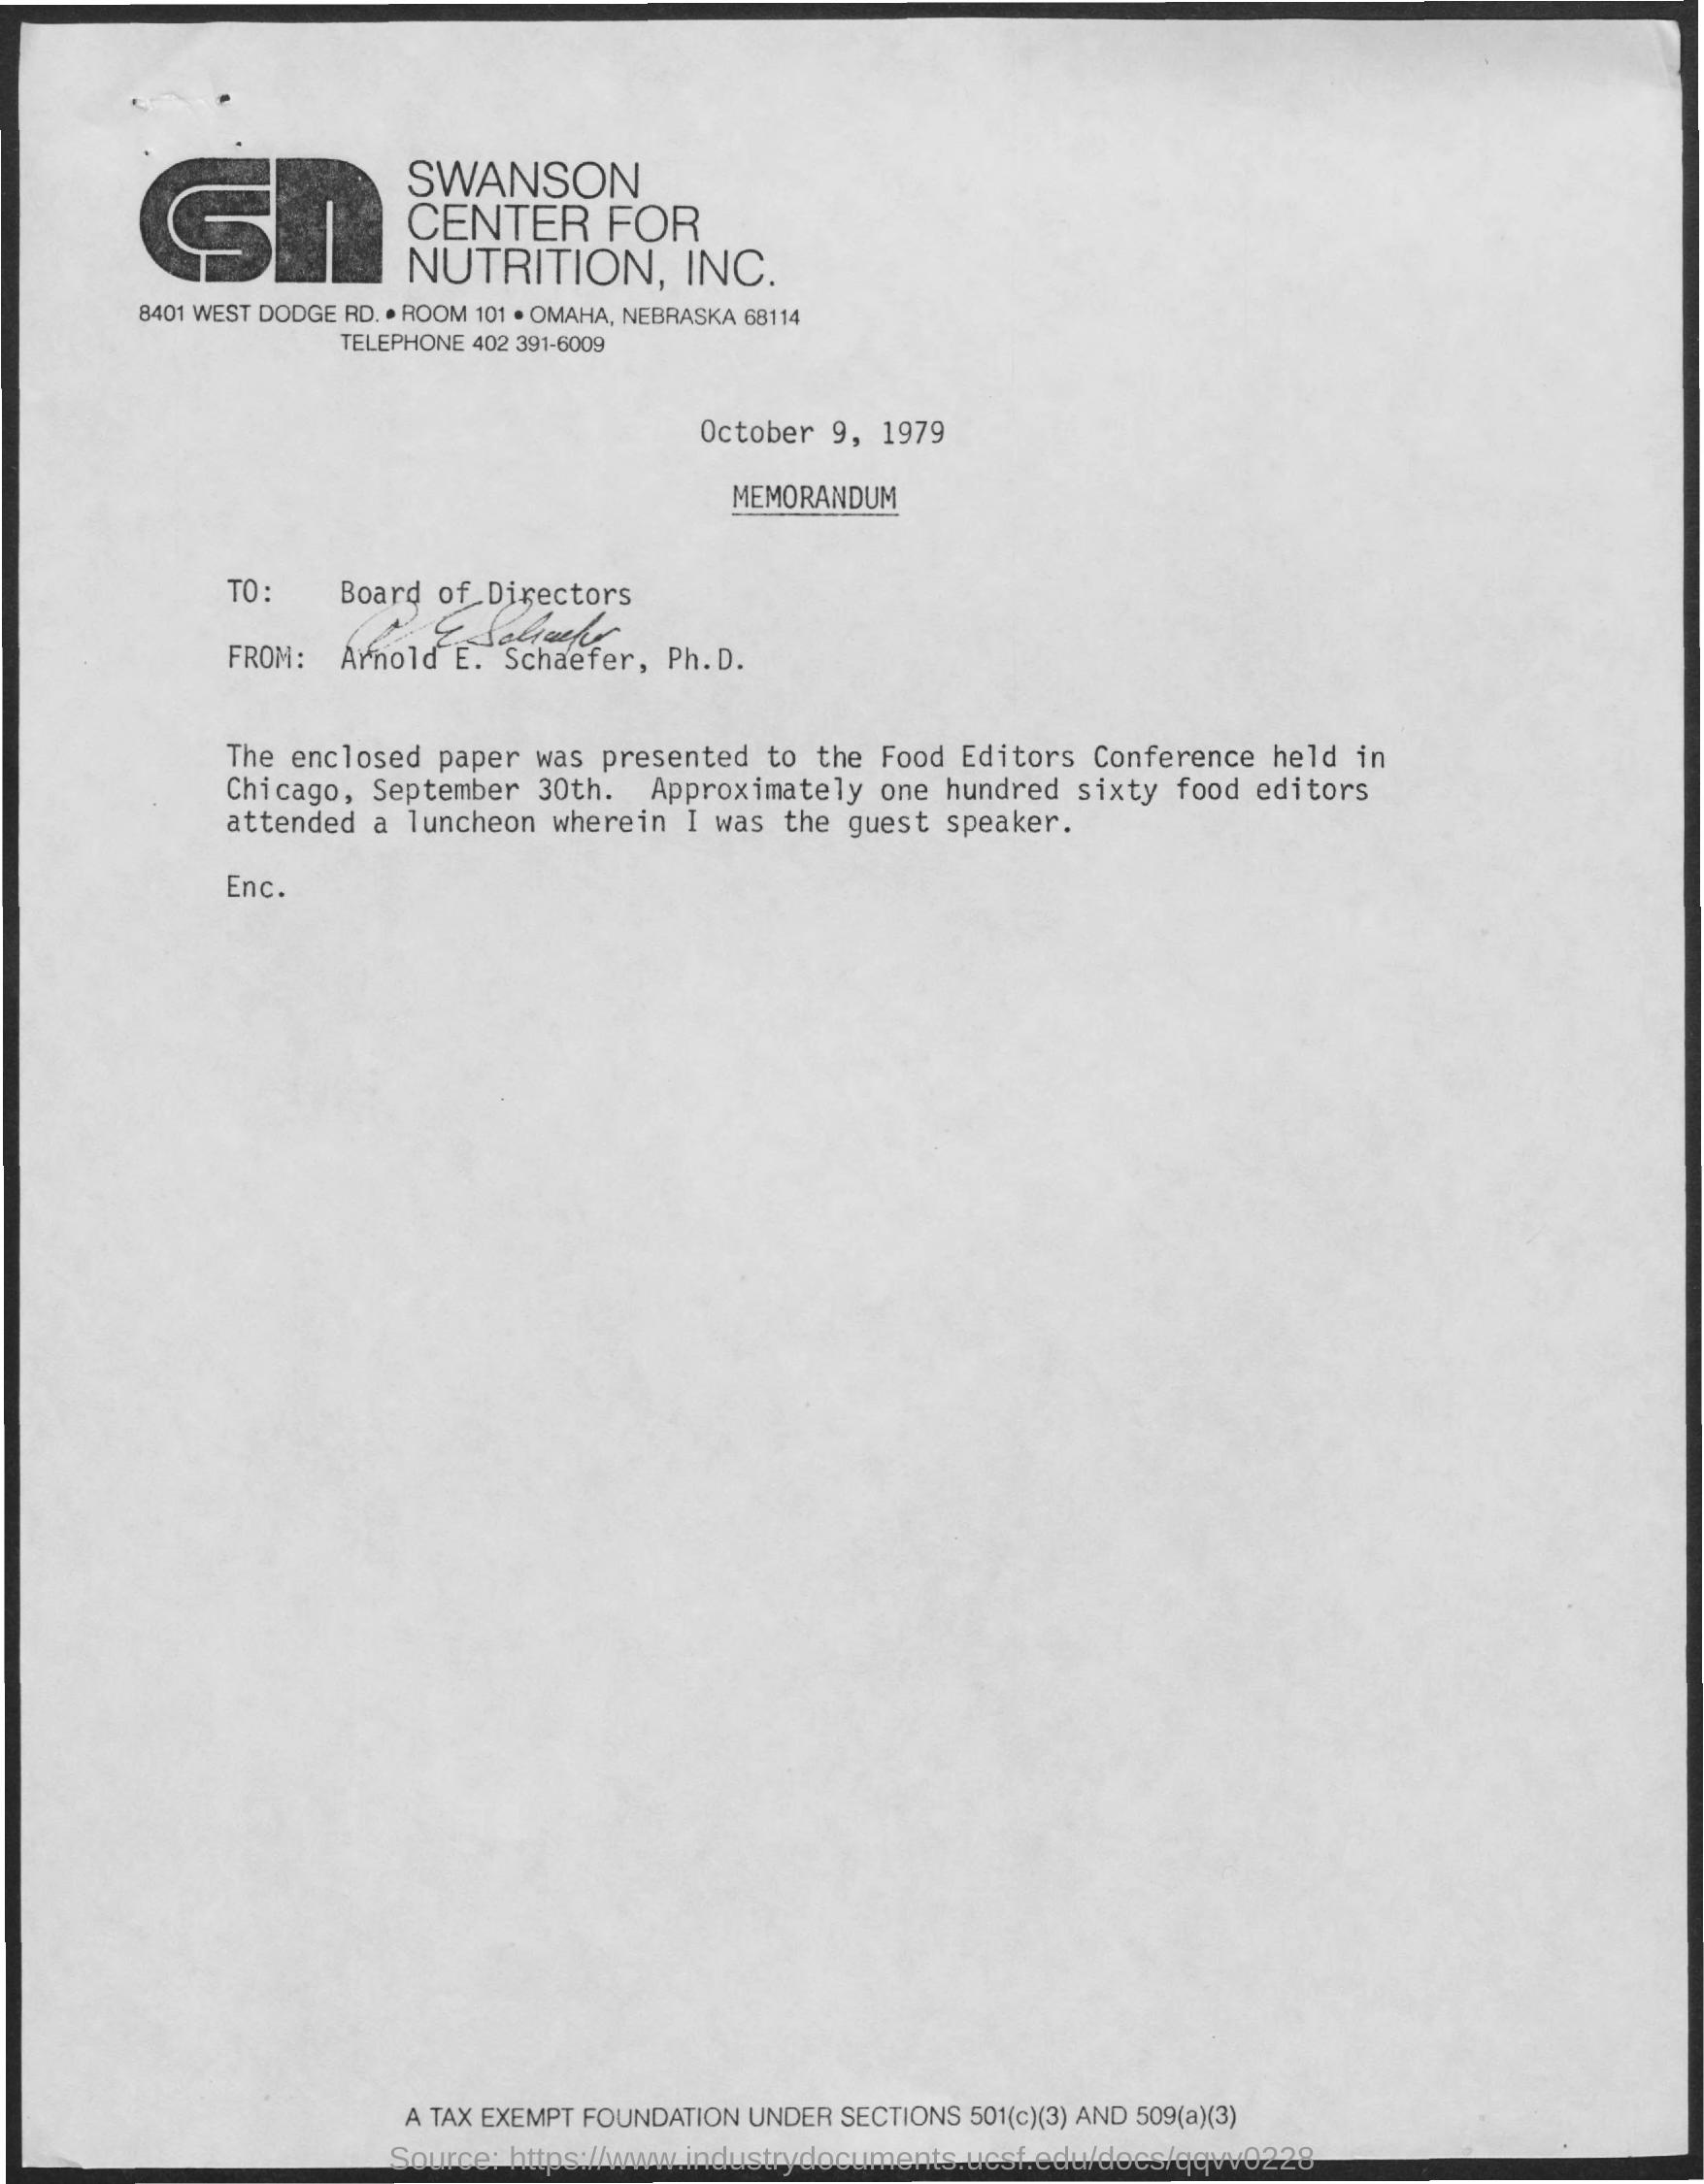 CSN
SWANSON
CENTER FOR
NUTRITION, INC.
8401 WEST DODGE RD. • ROOM 101 • OMAHA, NEBRASKA 68114
TELEPHONE 402 391-6009
October 9, 1979
MEMORANDUM
TO: Board of Directors
A E Schaefer
FROM: Arnold E. Schaefer, Ph.D.
The enclosed paper was presented to the Food Editors Conference held in
Chicago, September 30th. Approximately one hundred sixty food editors
attended a luncheon wherein I was the guest speaker.
Enc.
A TAX EXEMPT FOUNDATION UNDER SECTIONS 501(c)(3) AND 509(a)(3)
Source: https://www.industrydocuments.ucsf.edu/docs/qqvv0228